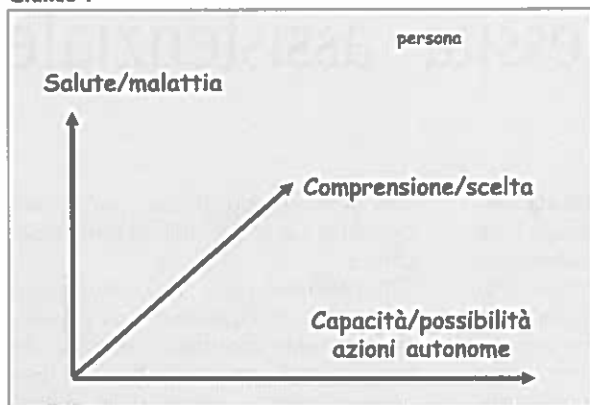 persona
Salute/malattia
Comprensione/scelta
Capacità/possibilità
azioni autonome